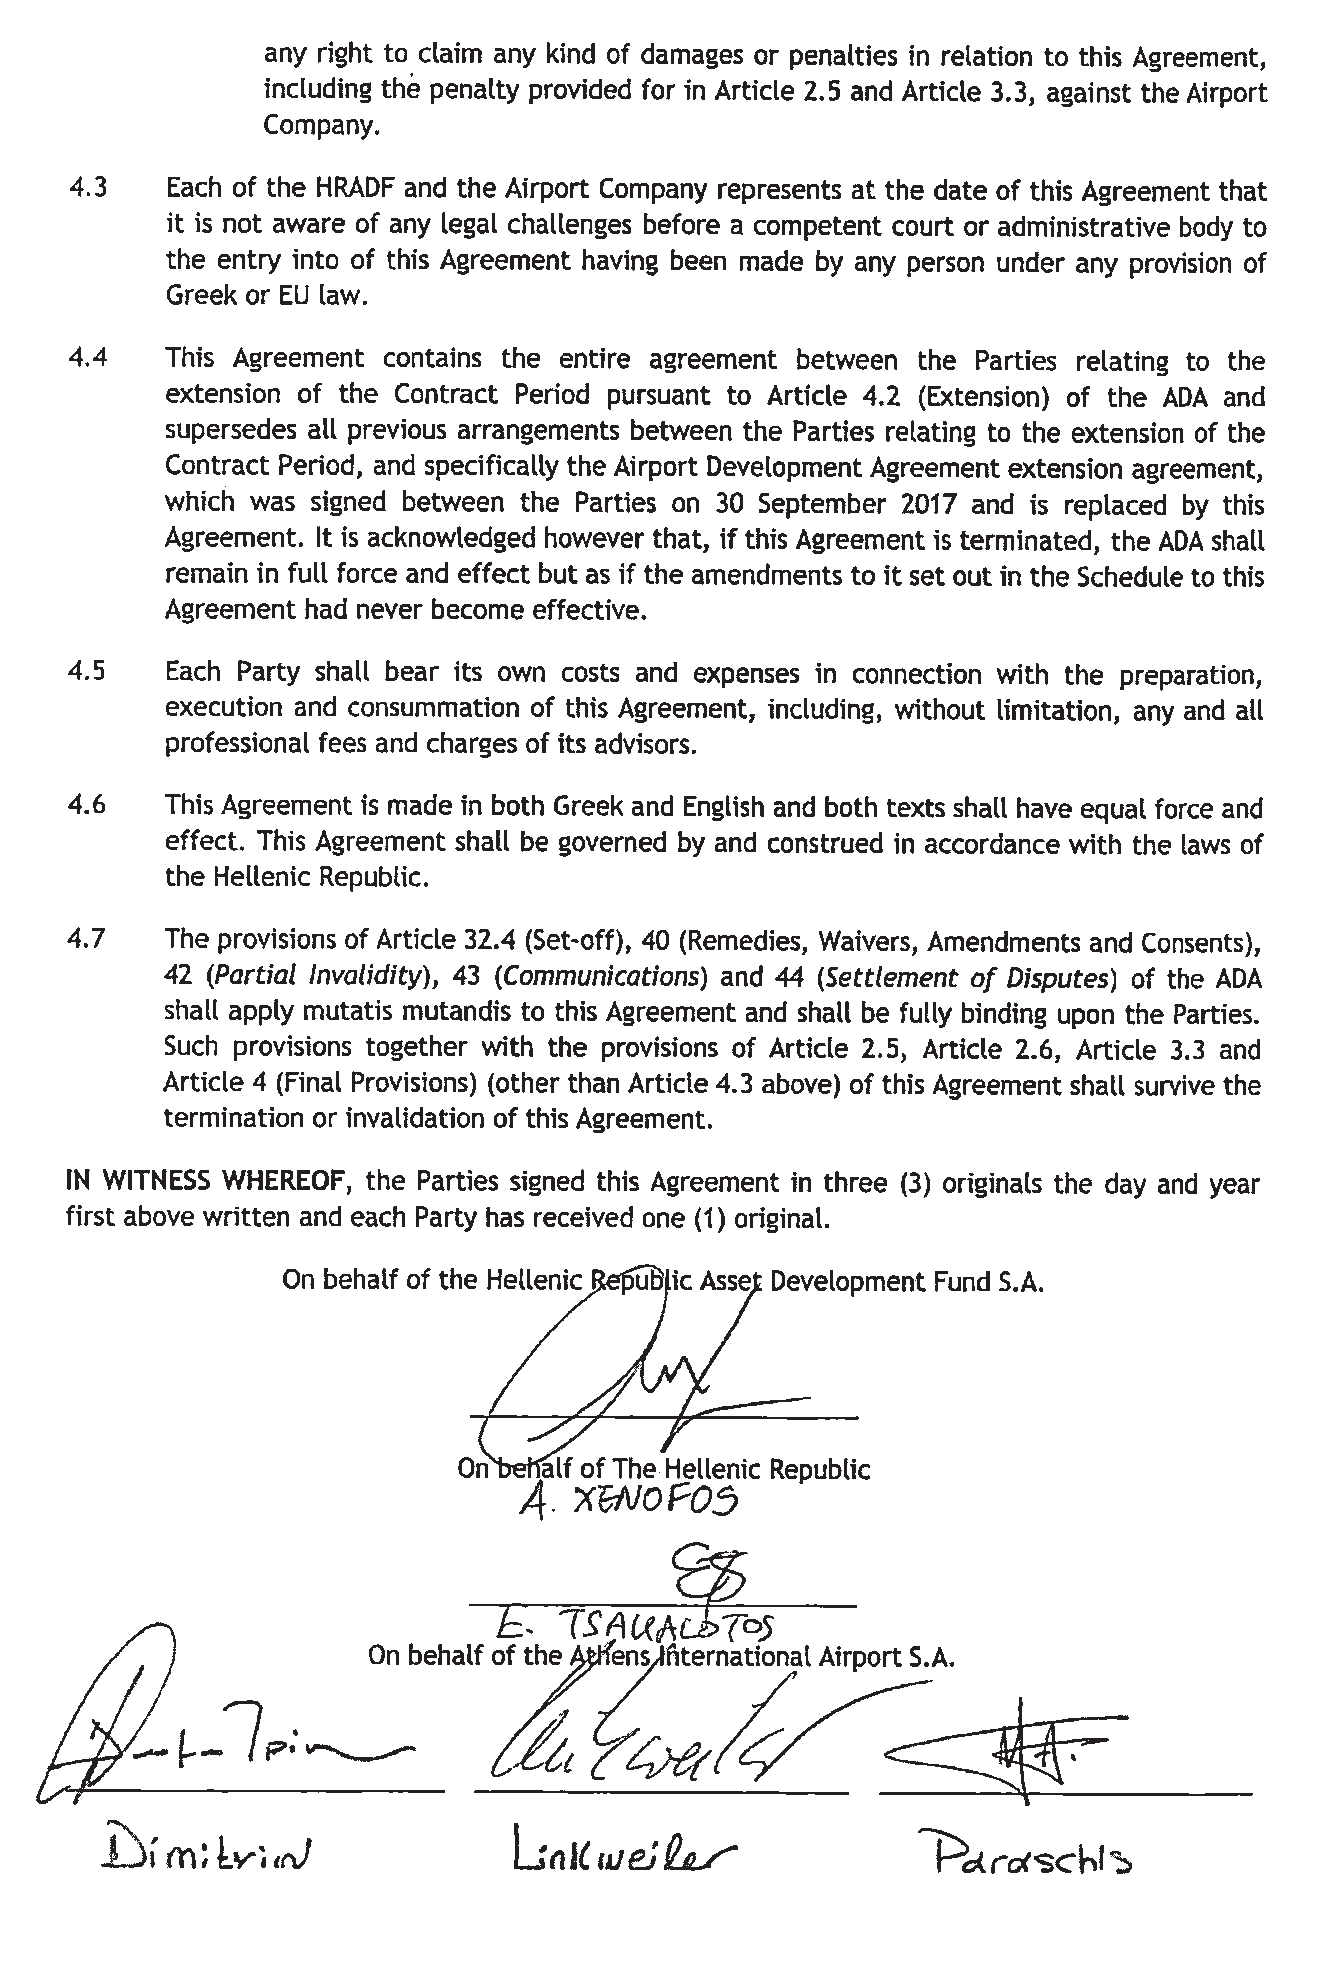 any right to claim any kind of damages or penalties in relation to this Agreement,
including the penalty provided for in Article 2.5 and Article 3.3, against the Airport
Company.
4.3 Each of the HRADF and the Airport Company represents at the date of this Agreement that
it is not aware of any legal challenges before a competent court or administrative body to
the entry into of this Agreement having been made by any person under any provision of
Greek or EU law.
4.4 This Agreement contains the entire agreement between the Parties relating to the
extension of the Contract Period pursuant to Article 4.2 (Extension) of the ADA and
supersedes all previous arrangements between the Parties relating to the extension of the
Contract Period, and specifically the Airport Development Agreement extension agreement,
which was signed between the Parties on 30 September 2017 and is replaced by this
Agreement. It is acknowledged however that, if this Agreement is terminated, the ADA shall
remain in full force and effect but as if the amendments to it set out in the Schedule to this
Agreement had never become effective.
4.5 Each Party shall bear its own costs and expenses in connection with the preparation,
execution and consummation of this Agreement, including, without limitation, any and all
professional fees and charges of its advisors.
4.6 This Agreement is made in both Greek and English and both texts shall have equal force and
effect. This Agreement shall be governed by and construed in accordance with the laws of
the Hellenic Republic.
4.7 The provisions of Article 32.4 (Set-off), 40 (Remedies, Waivers, Amendments and Consents),
42 (Partial Invalidity), 43 (Communications) and 44 (Settlement of Disputes) of the ADA
shall apply mutatis mutandis to this Agreement and shall be fully binding upon the Parties.
Such provisions together with the provisions of Article 2.5, Article 2.6, Article 3.3 and
Article 4 (Final Provisions) (other than Article 4.3 above) of this Agreement shall survive the
termination or invalidation of this Agreement.
IN WITNESS WHEREOF, the Parties signed this Agreement in three (3) originals the day and year
first above written and each Party has received one (1) original.
On behalf of the Hellenic Republic Asset Development Fund S.A.
On behalf of The Hellenic Republic
A. XENOFOS
E. TSAKALOTOS
On behalf of the Athens International Airport S.A.
Dimitriu Linkweiler Paraschis